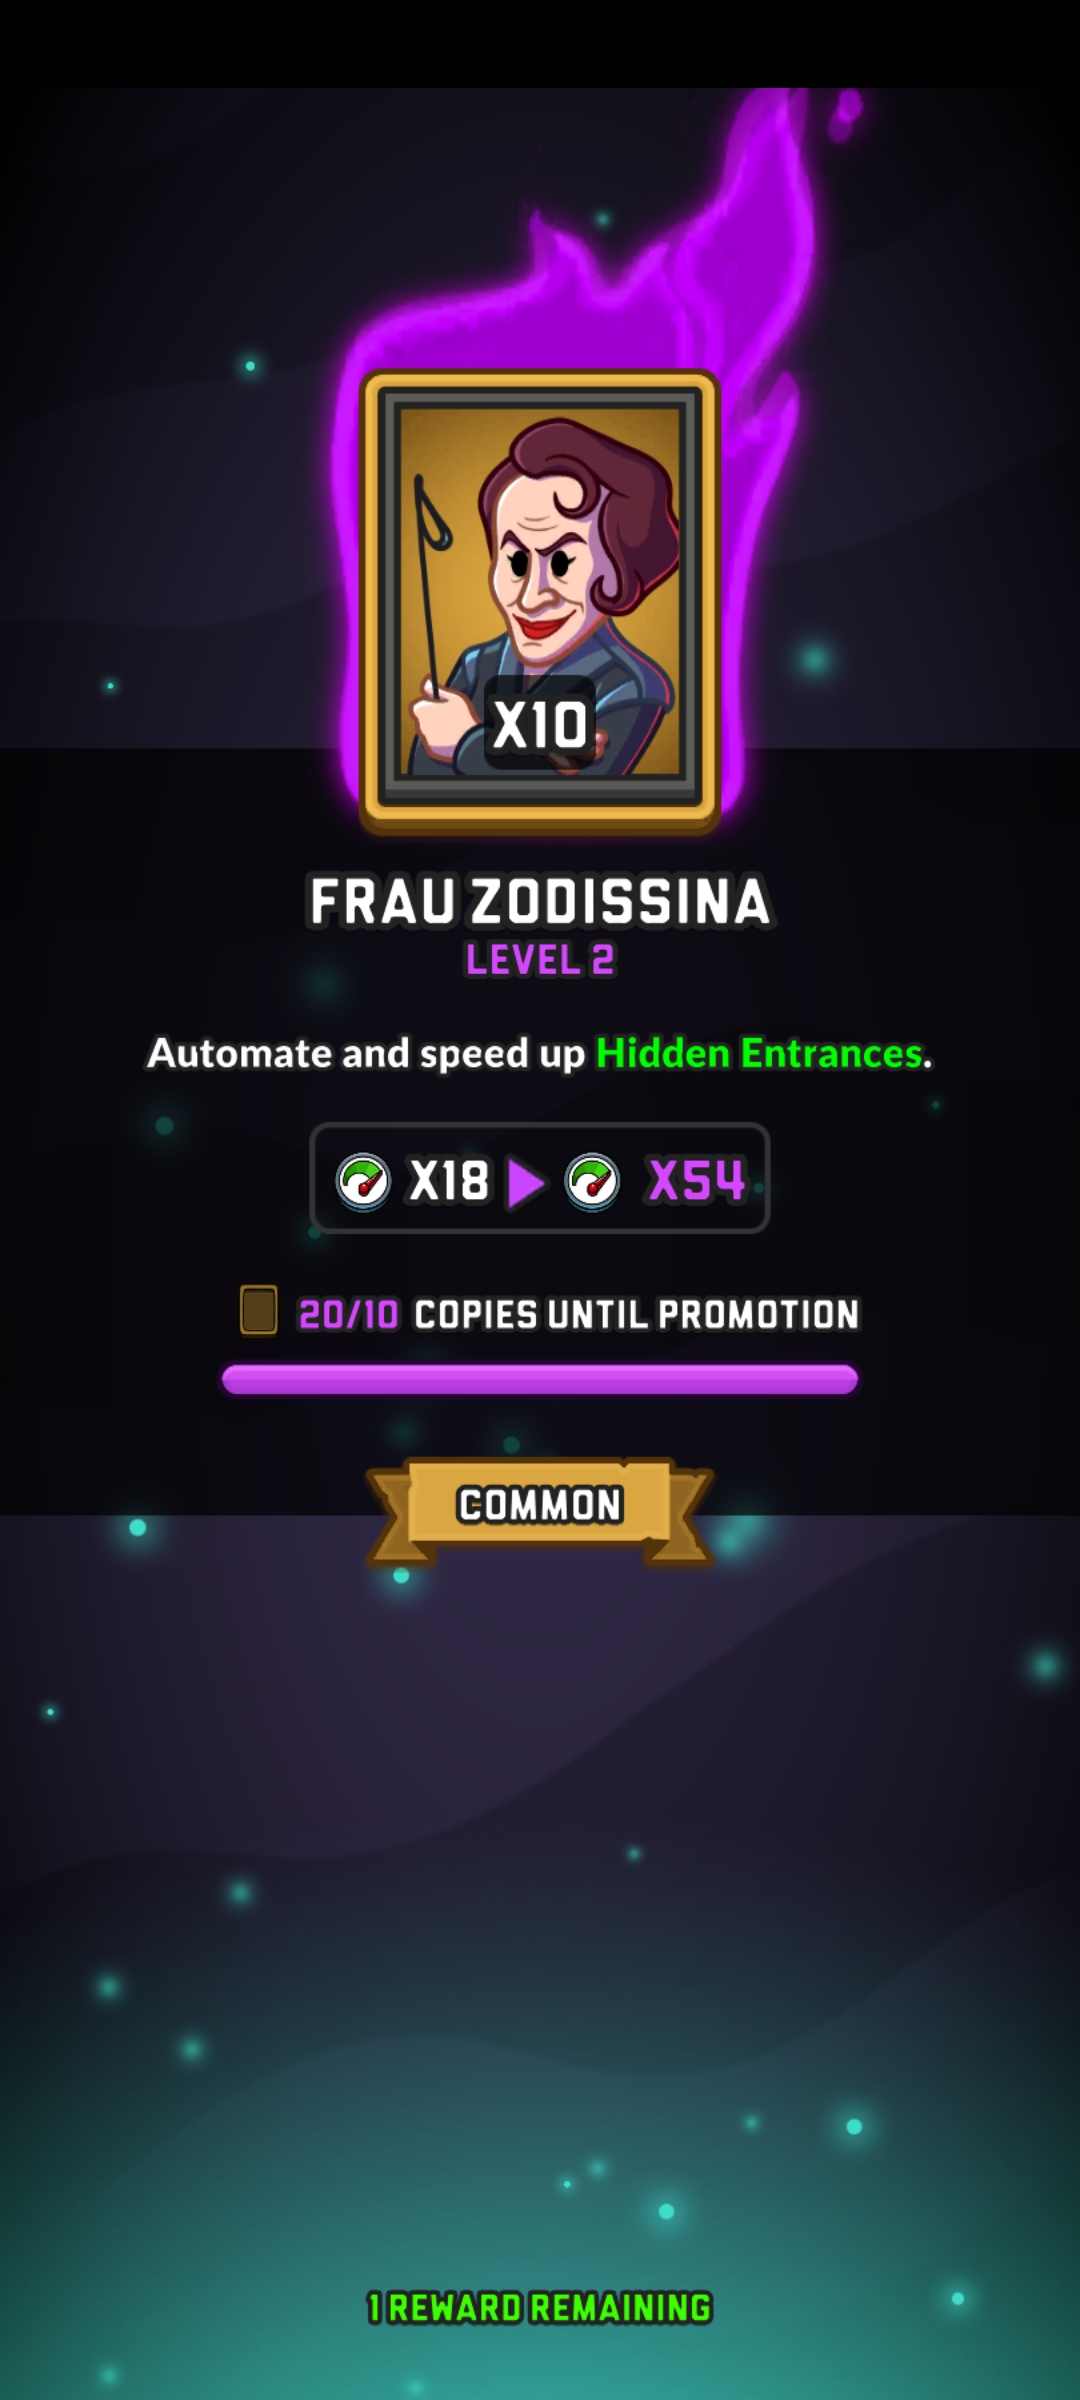 X10
FRAU ZODISSINA
LEVEL 2
Automate and speed up Hidden Entrances.
X18 X54
20/10 COPIES UNTIL PROMOTION
COMMON
1 REWARD REMAINING